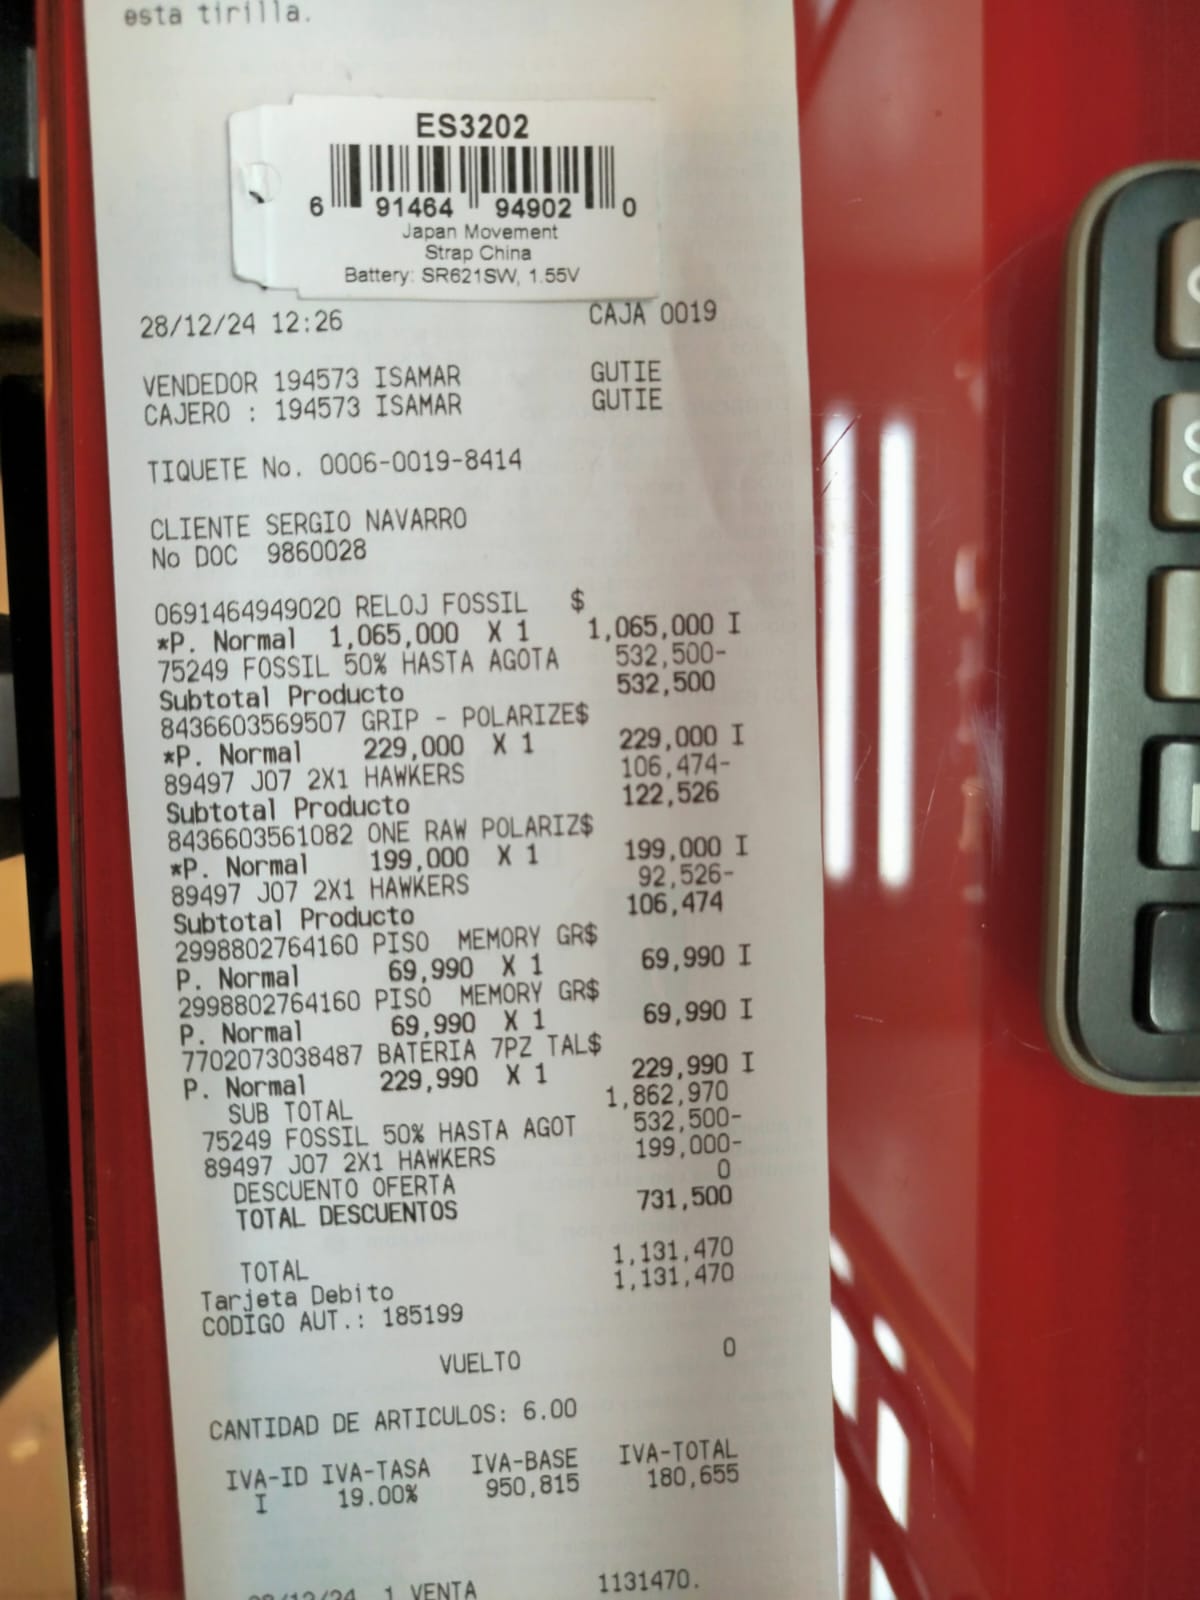 esta tirilla.
ES3202
6 91464 94902 0
Japan Movement
Strap China
Battery: SR621SW, 1.55V
28/12/24 12:26 CAJA 0019
VENDEDOR 194573 ISAMAR GUTIE
CAJERO : 194573 ISAMAR GUTIE
TIQUETE No. 0006-0019-8414
CLIENTE SERGIO NAVARRO
No DOC 9860028
0691464949020 RELOJ FOSSIL $
*P. Normal 1,065,000 X 1 1,065,000 I
75249 FOSSIL 50% HASTA AGOTA 532,500-
Subtotal Producto 532,500
8436603569507 GRIP - POLARIZE$
*P. Normal 229,000 X 1 229,000 I
89497 J07 2X1 HAWKERS 106,474-
Subtotal Producto 122,526
8436603561082 ONE RAW POLARIZ$
*P. Normal 199,000 X 1 199,000 I
89497 J07 2X1 HAWKERS 92,526-
Subtotal Producto 106,474
2998802764160 PISO MEMORY GR$
P. Normal 69,990 X 1 69,990 I
2998802764160 PISO MEMORY GR$
P. Normal 69,990 X 1 69,990 I
7702073038487 BATERIA 7PZ TAL$
P. Normal 229,990 X 1 229,990 I
SUB TOTAL 1,862,970
75249 FOSSIL 50% HASTA AGOT 532,500-
89497 J07 2X1 HAWKERS 199,000-
DESCUENTO OFERTA 0
TOTAL DESCUENTOS 731,500
TOTAL 1,131,470
Tarjeta Debito 1,131,470
CODIGO AUT.: 185199
VUELTO 0
CANTIDAD DE ARTICULOS: 6.00
IVA-ID IVA-TASA IVA-BASE IVA-TOTAL
I 19.00% 950,815 180,655
28/12/24 1 VENTA 1131470.